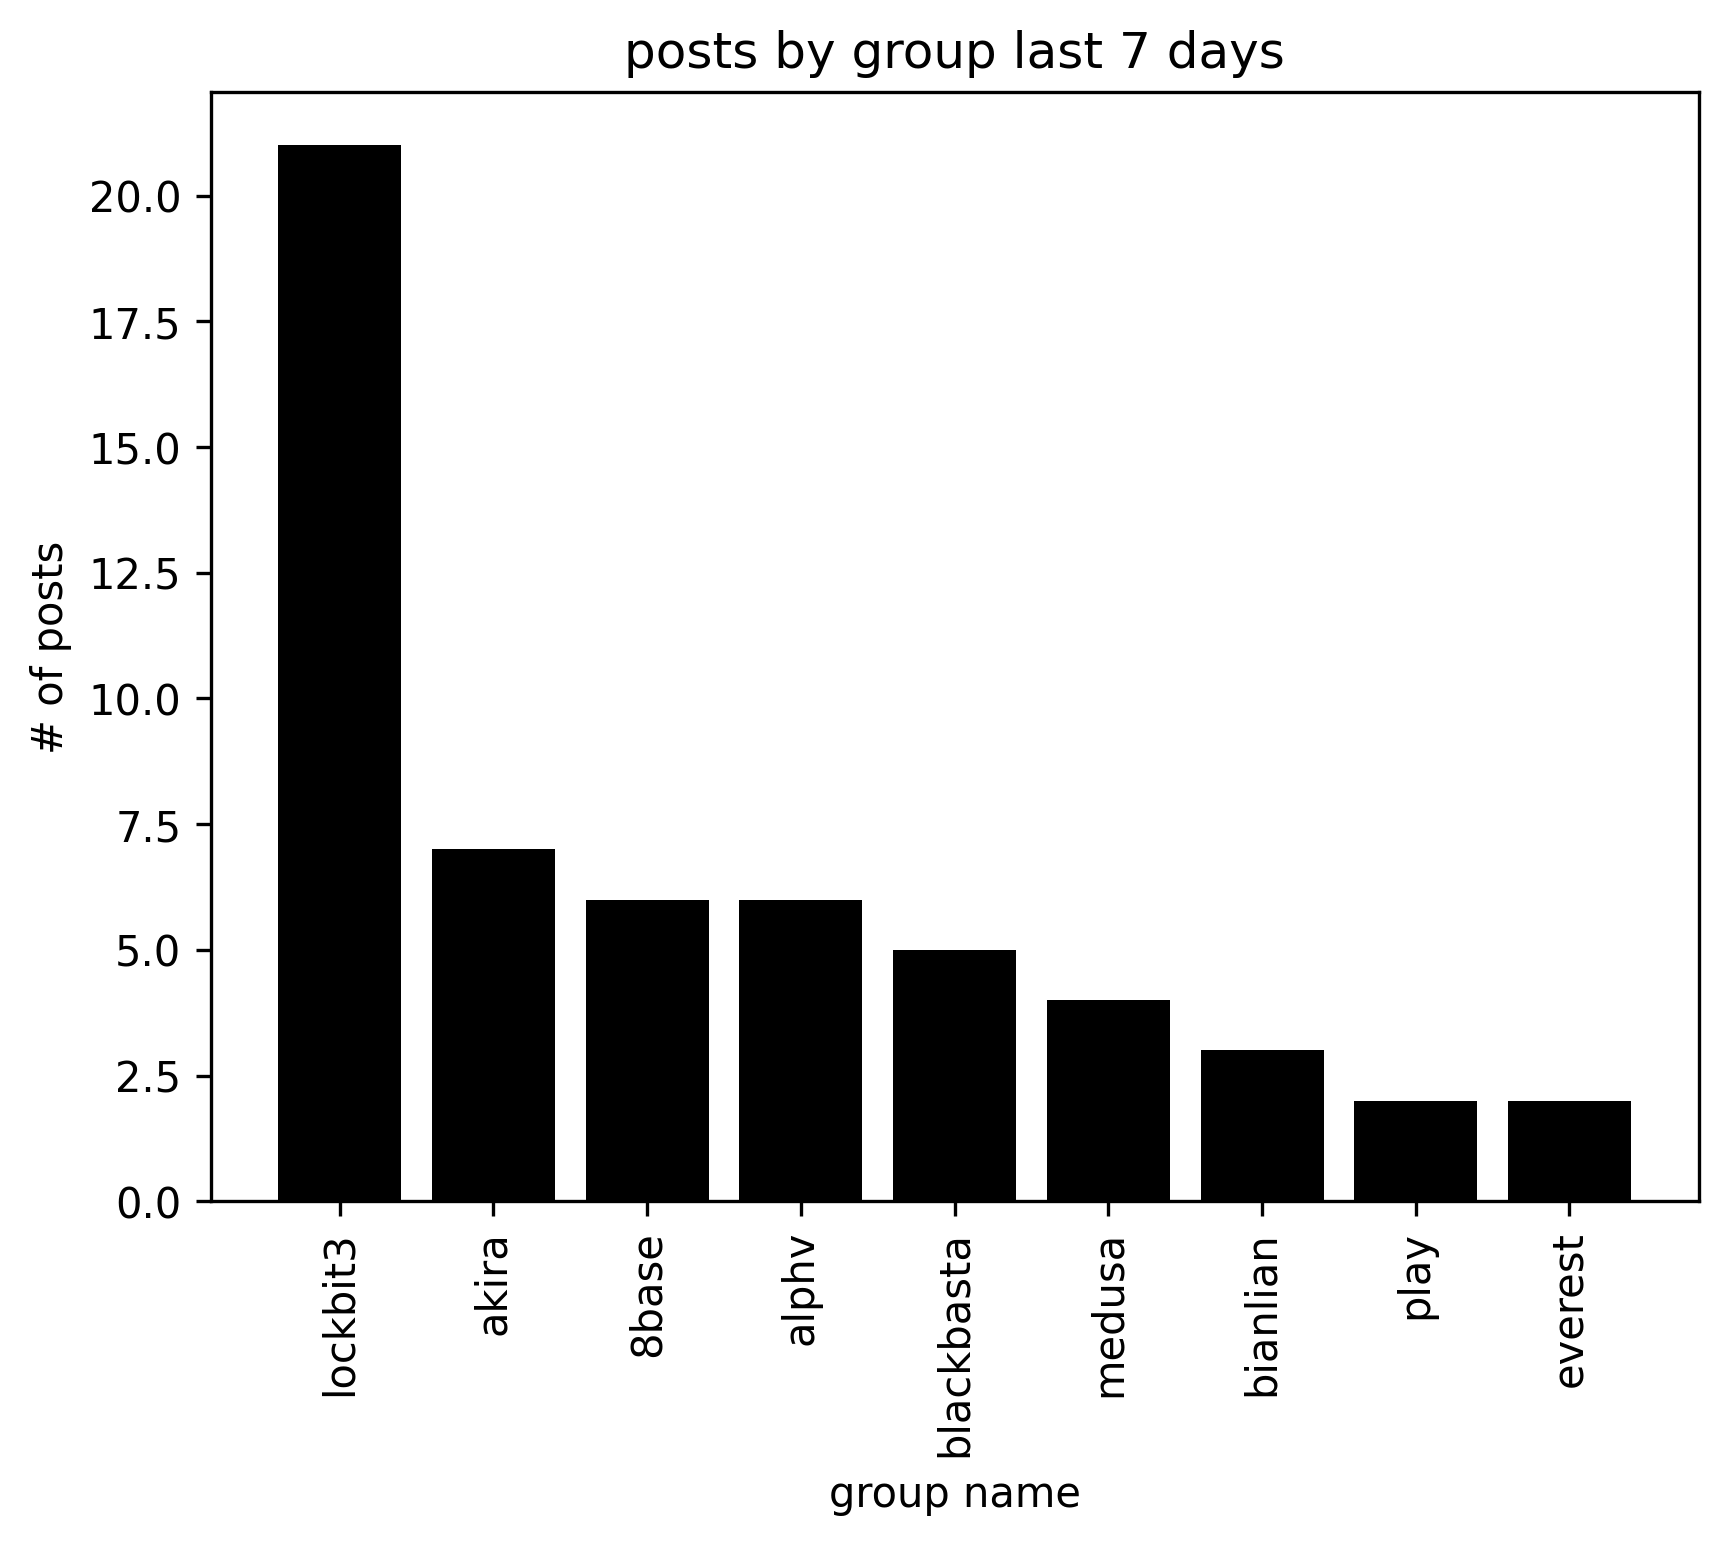 posts by group last 7 days
# of posts
20.0
17.5
15.0
12.5
10.0
7.5
5.0
2.5
0.0
lockbit3
akira
8base
alphv
blackbasta
medusa
bianlian
play
everest
group name